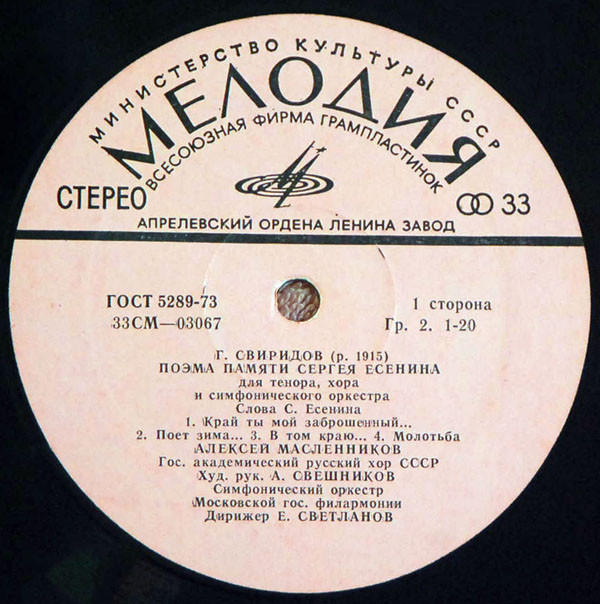 МИНИСТЕРСТВО КУЛЬТУРЫ СССР
МЕЛОДИЯ
ВСЕСОЮЗНАЯ ФИРМА ГРАМПЛАСТИНОК
СТЕРЕО 33
АПРЕЛЕВСКИЙ ОРДЕНА ЛЕНИНА ЗАВОД
ГОСТ 5289-73 1 сторона
33СМ—03067 Гр. 2. 1-20
Г. СВИРИДОВ (р. 1915)
ПОЭМА ПАМЯТИ СЕРГЕЯ ЕСЕНИНА
для тенора, хора
и симфонического оркестра
Слова С. Есенина
1. Край ты мой заброшенный...
2. Поет зима... 3. В том краю... 4. Молотьба
АЛЕКСЕЙ МАСЛЕННИКОВ
Гос. академический русский хор СССР
Худ. рук. А. СВЕШНИКОВ
Симфонический оркестр
Московской гос. филармонии
Дирижер Е. СВЕТЛАНОВ